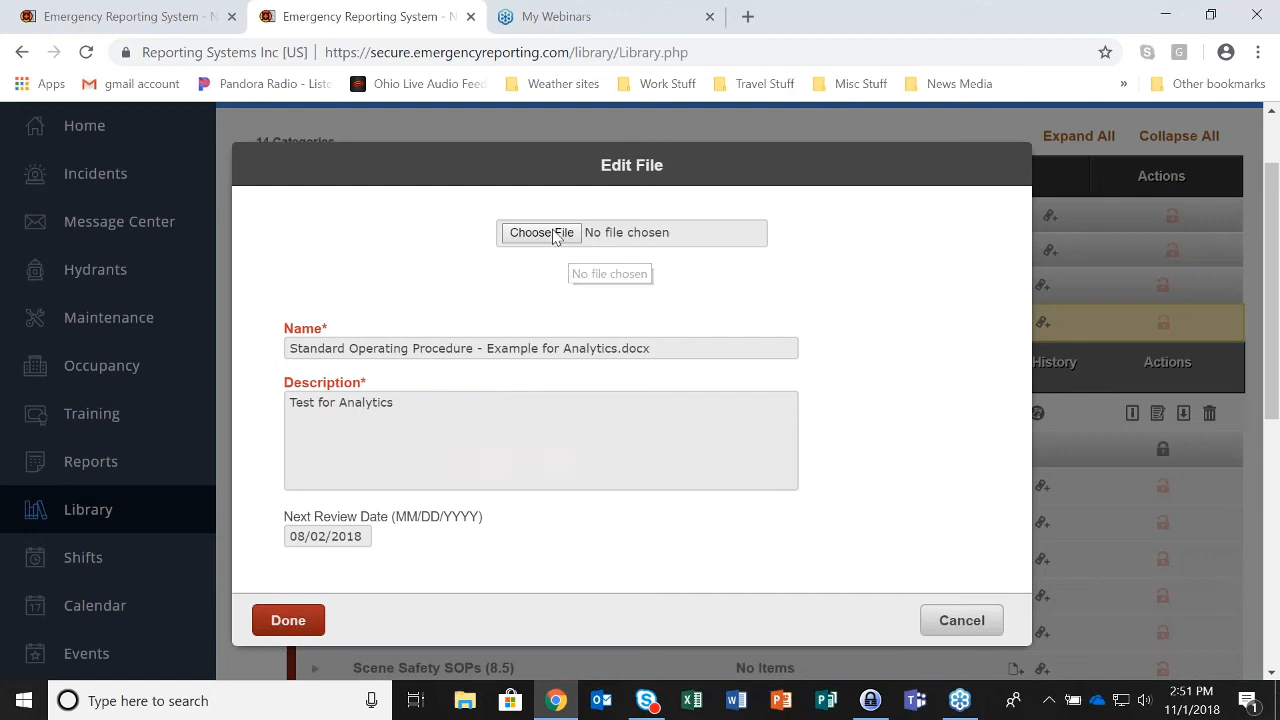 Emergency Reporting System - N
Emergency Reporting System - N
My Webinars
Reporting Systems Inc [US] | https://secure.emergencyreporting.com/library/Library.php
Apps
gmail account
Pandora Radio - Liste
Ohio Live Audio Feed
Weather sites
Work Stuff
Travel Stuff
Misc Stuff
News Media
»
Other bookmarks
Home
Incidents
Message Center
Hydrants
Maintenance
Occupancy
Training
Reports
Library
Shifts
17
Calendar
Events
14 Categories
Expand All
Collapse All
Actions
History
Actions
Edit File
Choose File No file chosen
No file chosen
Name*
Standard Operating Procedure - Example for Analytics.docx
Description*
Test for Analytics
Next Review Date (MM/DD/YYYY)
08/02/2018
Done
Cancel
Scene Safety SOPs (8.5)
No Items
Type here to search
2:51 PM
11/1/2018
1